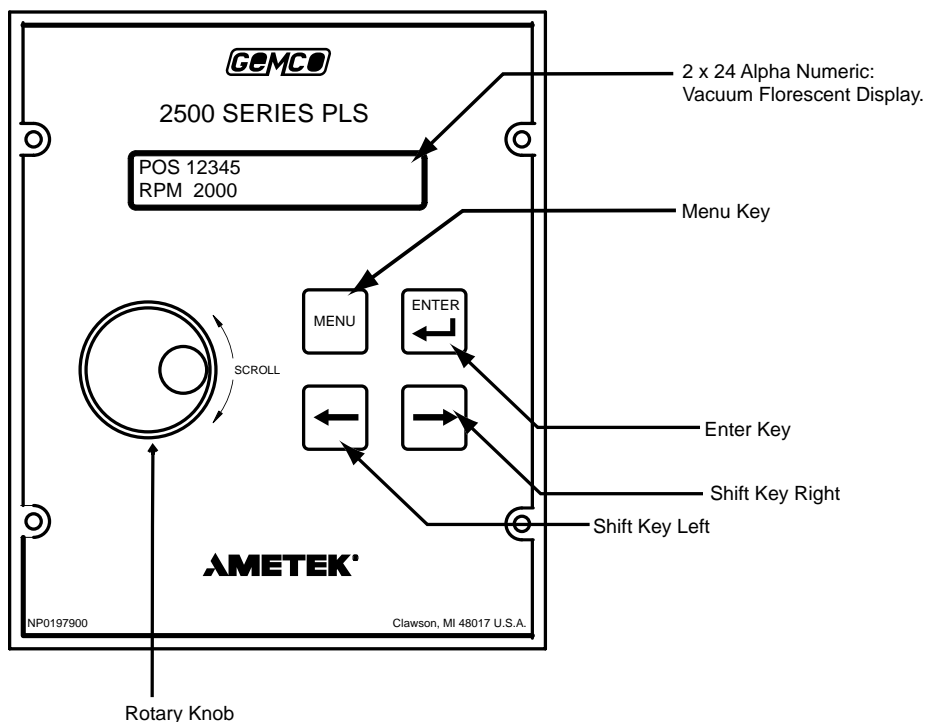 GEMCO
2500 SERIES PLS
2 x 24 Alpha Numeric:
Vacuum Florescent Display.
POS 12345
RPM 2000
Menu Key
MENU
ENTER
SCROLL
Enter Key
Shift Key Right
Shift Key Left
AMETEK®
NP0197900
Clawson, MI 48017 U.S.A.
Rotary Knob